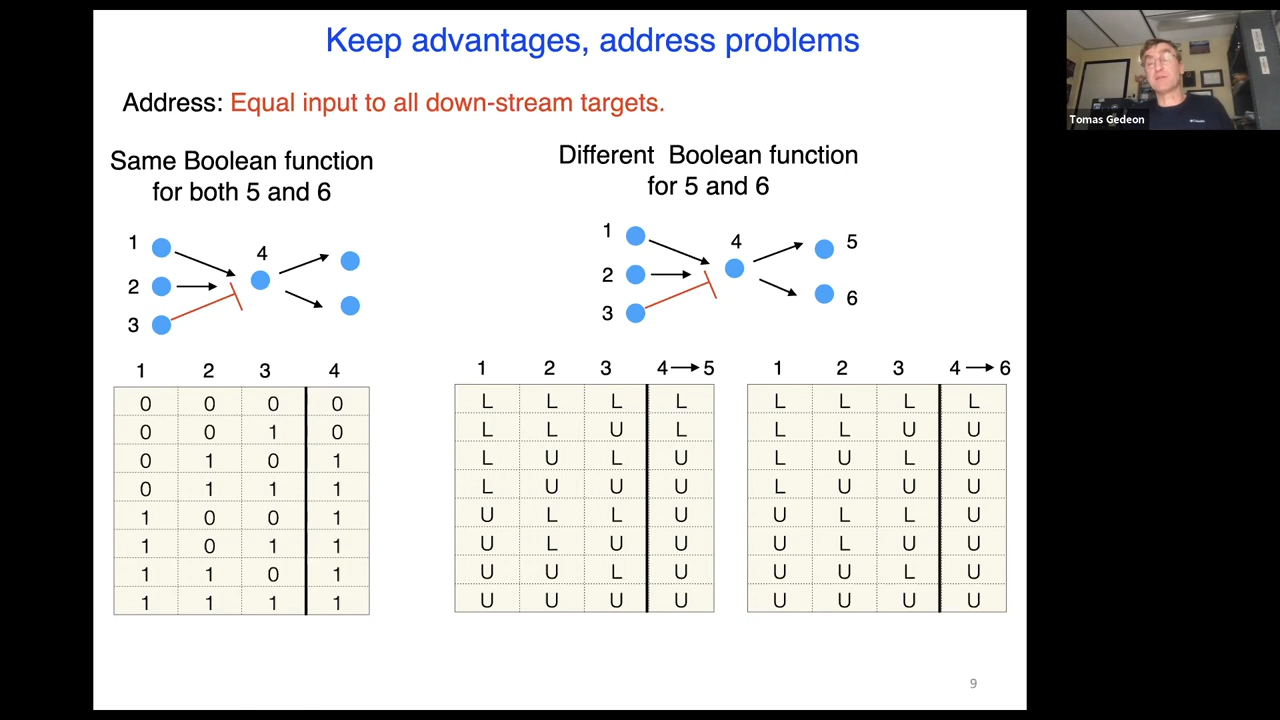 Keep advantages, address problems
Address: Equal input to all down-stream targets.
Tomas Gedeon
Same Boolean function
for both 5 and 6
1
2
3
4
1 2 3 4
0 0 0 0
0 0 1 0
0 1 0 1
0 1 1 1
1 0 0 1
1 0 1 1
1 1 0 1
1 1 1 1
Different Boolean function
for 5 and 6
1
2
3
4
5
6
1 2 3 4→5
L L L L
L L U L
L U L U
L U U U
U L L U
U L U U
U U L U
U U U U
1 2 3 4→6
L L L L
L L U U
L U L U
L U U U
U L L U
U L U U
U U L U
U U U U
9